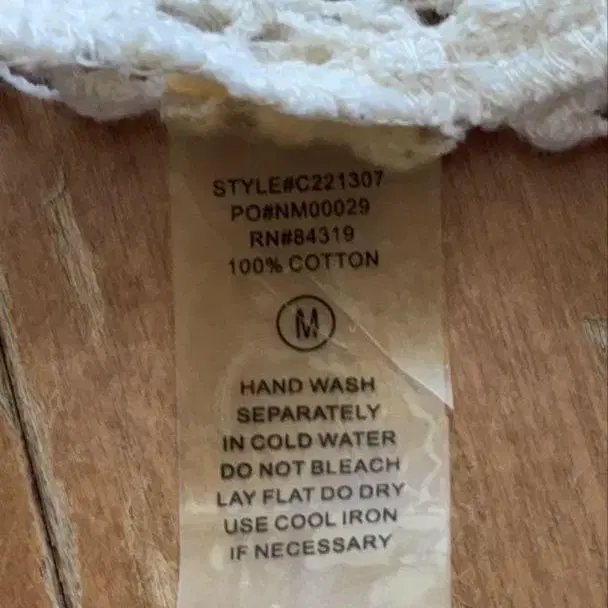 STYLE#C221307
PO#NM00029
RN#84319
100% COTTON
M
HAND WASH
SEPARATELY
IN COLD WATER
DO NOT BLEACH
LAY FLAT DO DRY
USE COOL IRON
IF NECESSARY